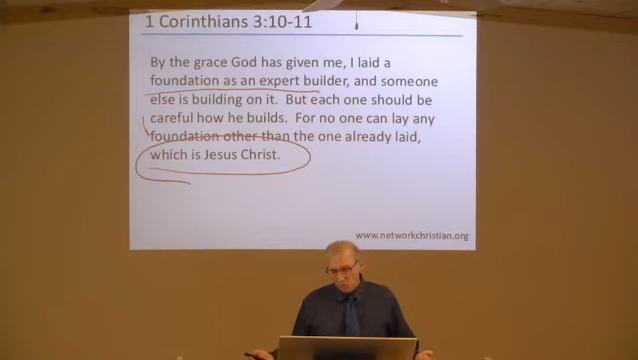 1 Corinthians 3:10-11
By the grace God has given me, I laid a
foundation as an expert builder, and someone
else is building on it.  But each one should be
careful how he builds.  For no one can lay any
foundation other than the one already laid,
which is Jesus Christ.
www.networkchristian.org